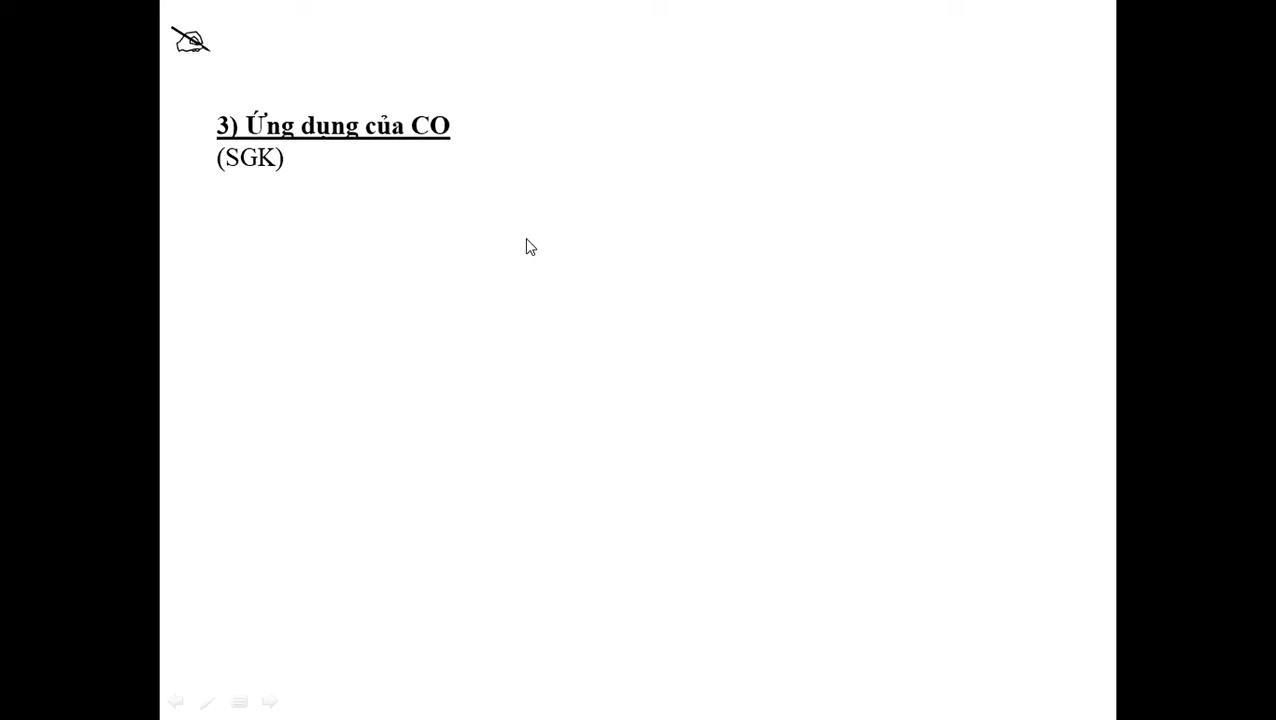 3) Ứng dụng của CO
(SGK)